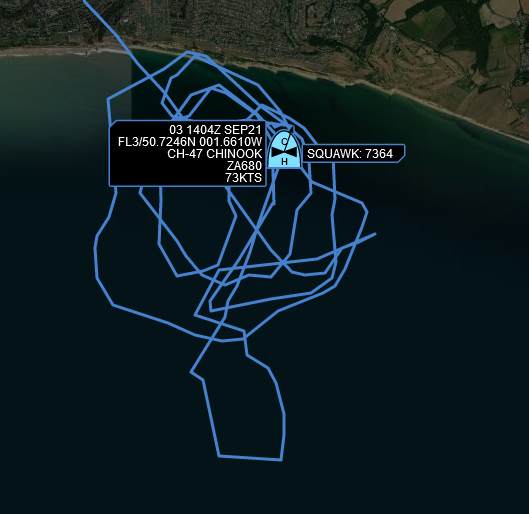 03 1404Z SEP21
FL3/50.7246N 001.6610W
CH-47 CHINOOK
ZA680
73KTS
C
H
SQUAWK: 7364